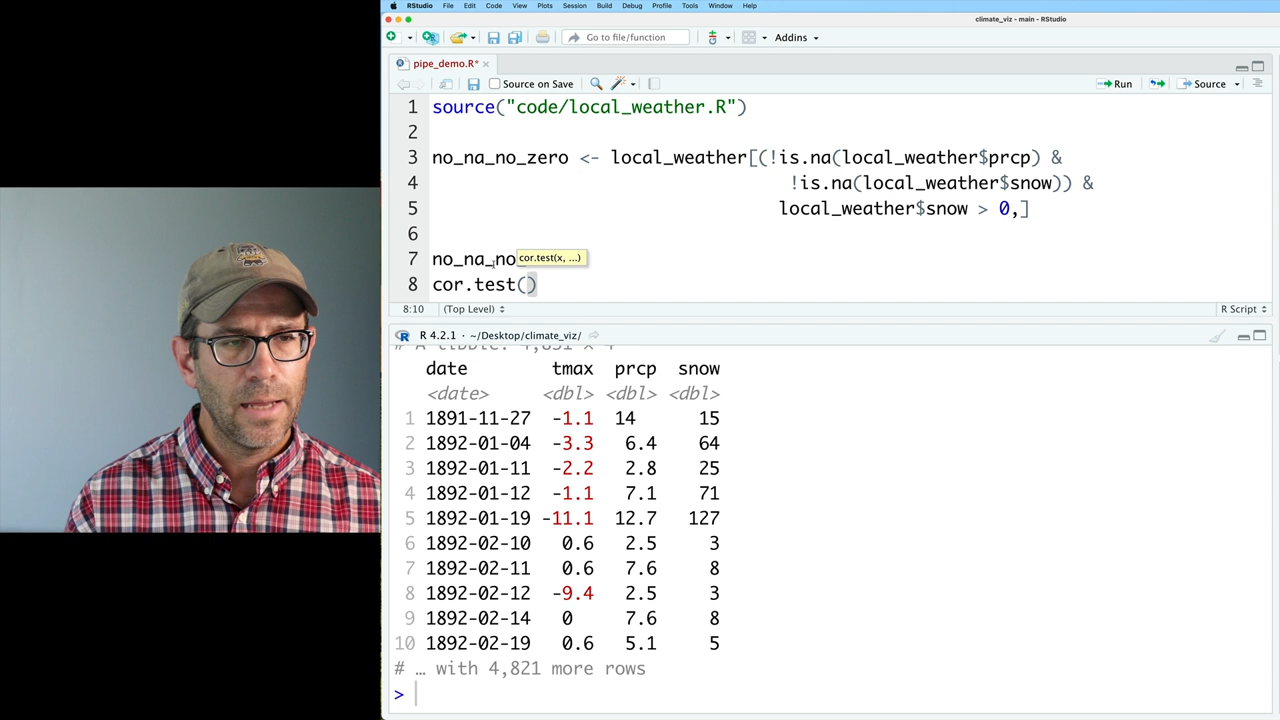 RStudio File Edit Code View Plots Session Build Debug Profile Tools Window Help
climate_viz - main - RStudio
Go to file/function Addins
pipe_demo.R*
Source on Save Run Source
1 source("code/local_weather.R")
2
3 no_na_no_zero <- local_weather[(!is.na(local_weather$prcp) &
4 !is.na(local_weather$snow)) &
5 local_weather$snow > 0,]
6
7 no_na_no_
cor.test(x, ...)
8 cor.test()
8:10 (Top Level) R Script
R 4.2.1 · ~/Desktop/climate_viz/
date tmax prcp snow
<date> <dbl> <dbl> <dbl>
1 1891-11-27 -1.1 14 15
2 1892-01-04 -3.3 6.4 64
3 1892-01-11 -2.2 2.8 25
4 1892-01-12 -1.1 7.1 71
5 1892-01-19 -11.1 12.7 127
6 1892-02-10 0.6 2.5 3
7 1892-02-11 0.6 7.6 8
8 1892-02-12 -9.4 2.5 3
9 1892-02-14 0 7.6 8
10 1892-02-19 0.6 5.1 5
# … with 4,821 more rows
>